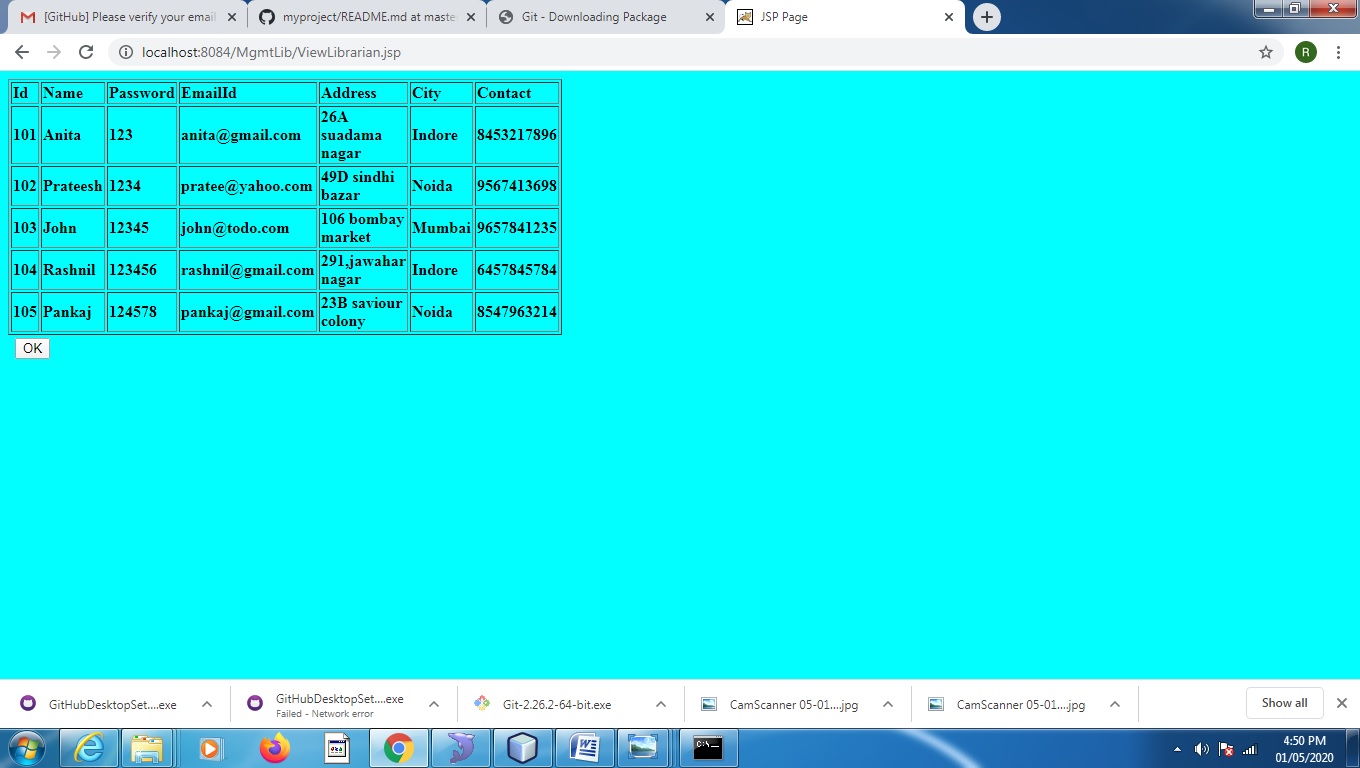 [GitHub] Please verify your email
myproject/README.md at maste
Git - Downloading Package
JSP Page
localhost:8084/MgmtLib/ViewLibrarian.jsp
R
Id Name Password EmailId Address City Contact
101 Anita 123 anita@gmail.com 26A suadama nagar Indore 8453217896
102 Prateesh 1234 pratee@yahoo.com 49D sindhi bazar Noida 9567413698
103 John 12345 john@todo.com 106 bombay market Mumbai 9657841235
104 Rashnil 123456 rashnil@gmail.com 291,jawahar nagar Indore 6457845784
105 Pankaj 124578 pankaj@gmail.com 23B saviour colony Noida 8547963214
OK
GitHubDesktopSet....exe
GitHubDesktopSet....exe
Failed - Network error
Git-2.26.2-64-bit.exe
CamScanner 05-01....jpg
CamScanner 05-01....jpg
Show all
4:50 PM
01/05/2020